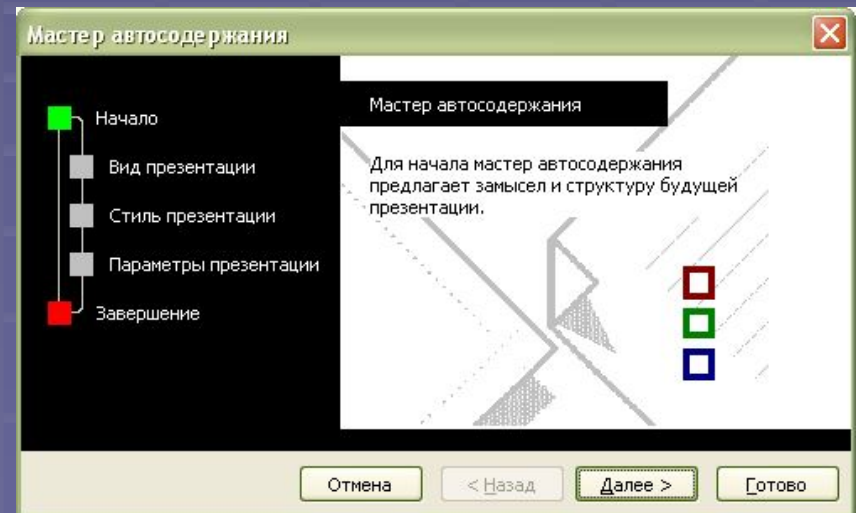 Мастер автосодержания
Начало
Вид презентации
Стиль презентации
Параметры презентации
Завершение
Мастер автосодержания
Для начала мастер автосодержания
предлагает замысел и структуру будущей
презентации.
Отмена
< Назад
Далее >
Готово